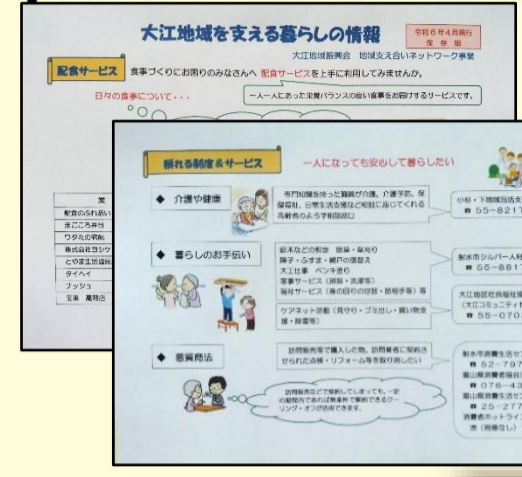 大江地域を支える暮らしの情報
令和6年4月発行
保存版
大江地域振興会 地域支え合いネットワーク事業
配食サービス 食事づくりにお困りのみなさんへ 配食サービスを上手に利用してみませんか。
日々の食事について・・・
一人一人にあった栄養バランスの良い食事をお届けするサービスです。
業
配食のふれあい
まごころ弁当
ワタミの宅配
株式会社ヨシケ
とやま生活協同
タイヘイ
プッシュ
玉米 高商店
頼れる制度&サービス
一人になっても安心して暮らしたい
◆ 介護や健康
専門知識を持った職員が介護、介護予防、保
健福祉、日常生活支援など相談に応じてくれる
高齢者のよろず相談窓口
小杉・下地域包括支
☎ 55-8217
◆ 暮らしのお手伝い
庭木などの剪定 除草・草刈り
障子・ふすま・網戸の張替え
大工仕事 ペンキ塗り
家事サービス（掃除・洗濯等）
福祉サービス（身の回りの世話・話相手等）等
射水市シルバー人材
ケアネット活動（見守り・ゴミ出し・買い物支
援・除雪等）
大江地区社会福祉協
（大江コミュニティ
☎ 55-070
◆ 悪質商法
訪問販売等で購入した物、訪問業者に契約さ
せられた点検・リフォーム等を取り消したい
訪問販売などで契約してしまっても、一定
の期間内であれば無条件で解約できるクー
リング・オフが活用できます。
射水市消費生活セ
☎ 52-797
富山県消費者協会
☎ 076-43
富山県消費生活セ
☎ 25-277
消費者ホットライ